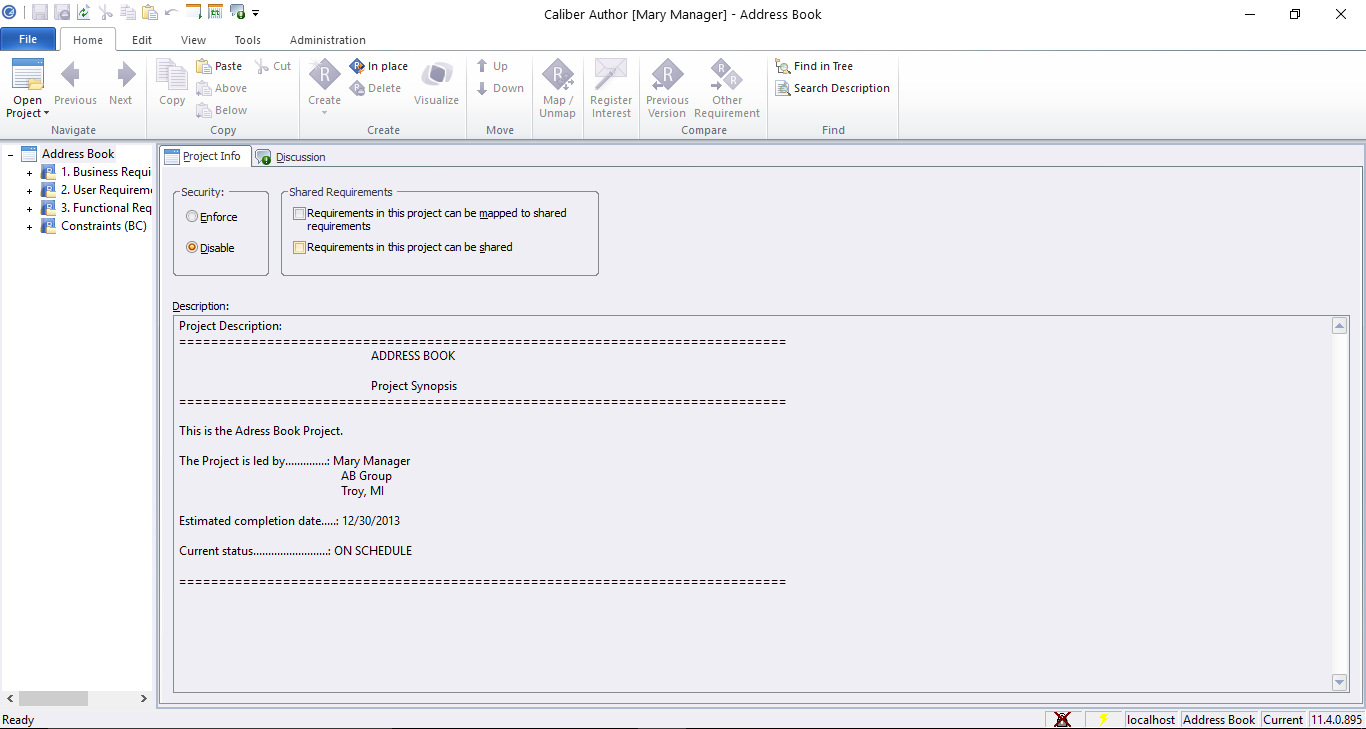 Caliber Author [Mary Manager] - Address Book
File Home Edit View Tools Administration
Open Project Previous Next
Navigate
Copy Paste Cut
Above
Below
Copy
Create In place
Delete
Visualize
Create
Up
Down
Move
Map / Unmap
Register Interest
Previous Version
Other Requirement
Compare
Find in Tree
Search Description
Find
Address Book
1. Business Requi
2. User Requirem
3. Functional Req
Constraints (BC)
Project Info Discussion
Security:
Enforce
Disable
Shared Requirements
Requirements in this project can be mapped to shared
requirements
Requirements in this project can be shared
Description:
Project Description:
============================================================================
ADDRESS BOOK
Project Synopsis
============================================================================
This is the Adress Book Project.
The Project is led by..............: Mary Manager
AB Group
Troy, MI
Estimated completion date.....: 12/30/2013
Current status.........................: ON SCHEDULE
============================================================================
Ready
localhost Address Book Current 11.4.0.895